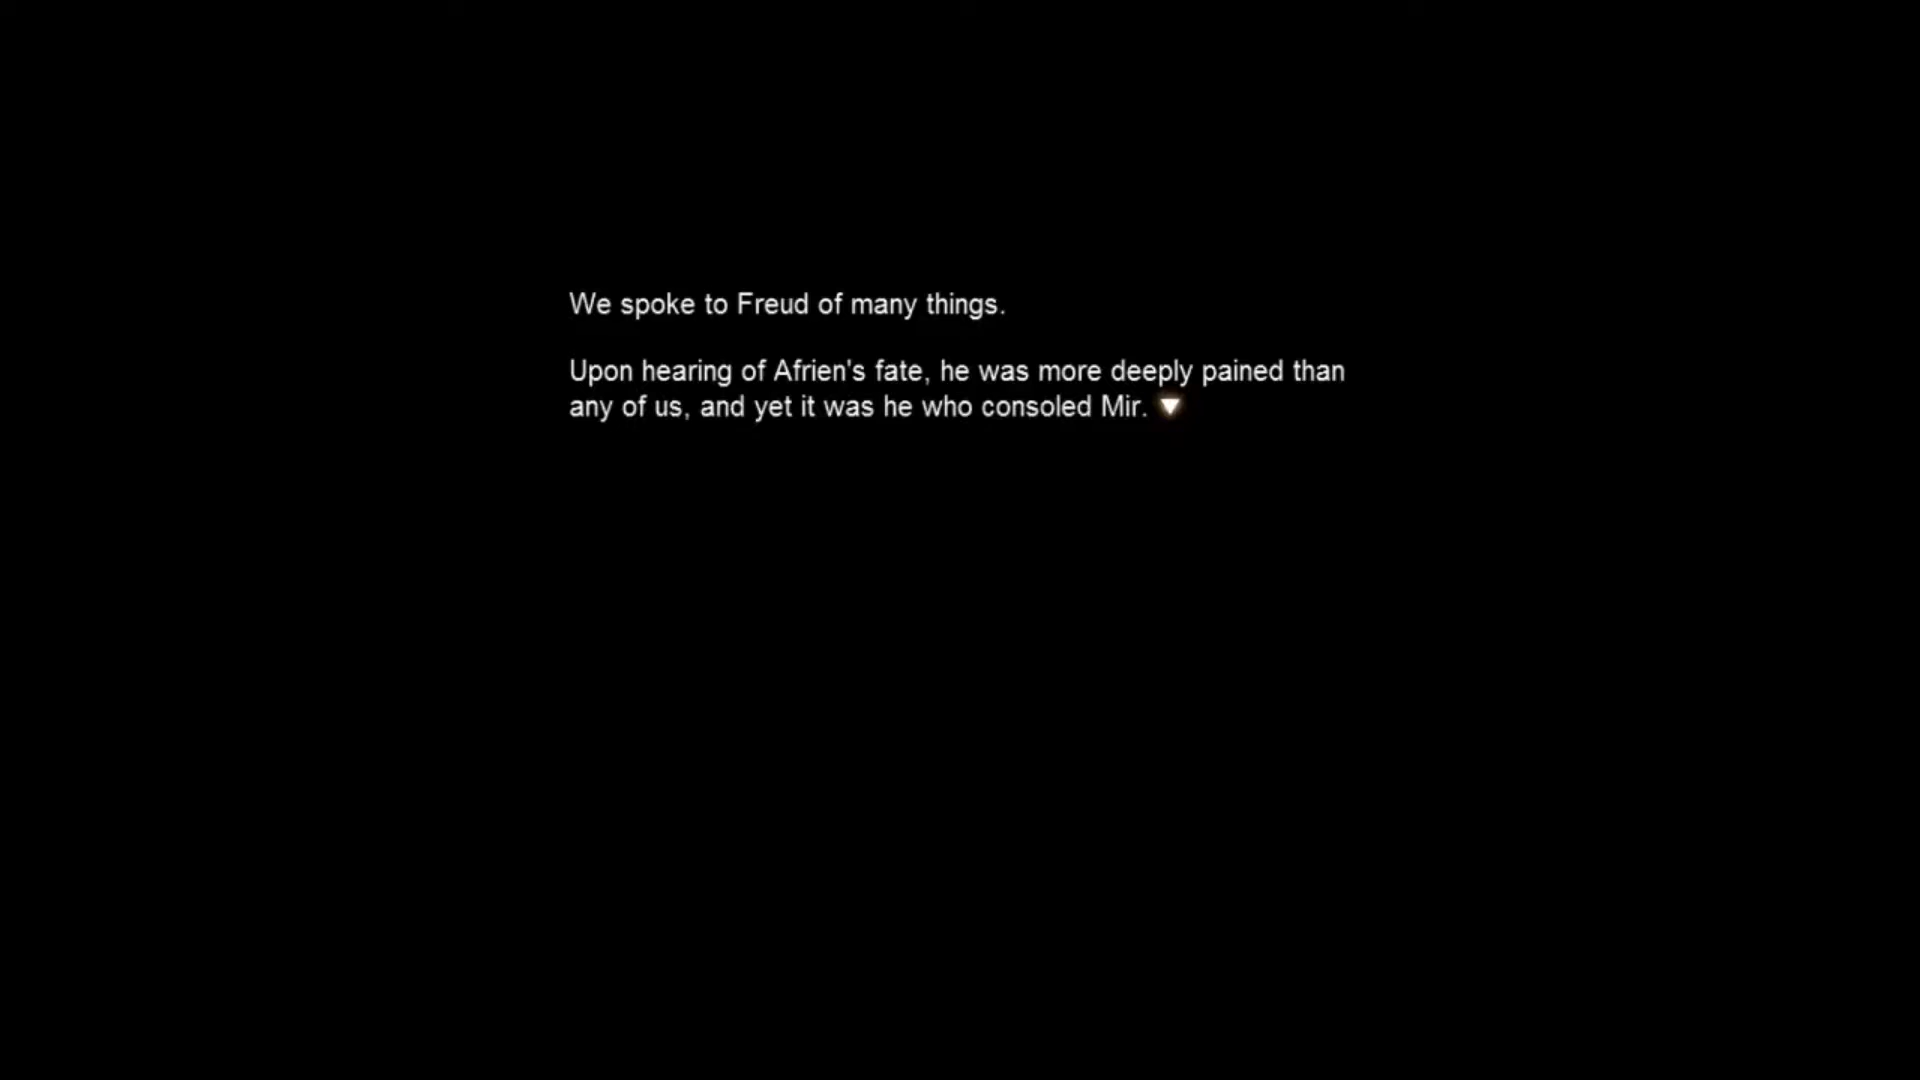 We spoke to Freud of many things.
Upon hearing of Afrien's fate, he was more deeply pained than
any of us, and yet it was he who consoled Mir.